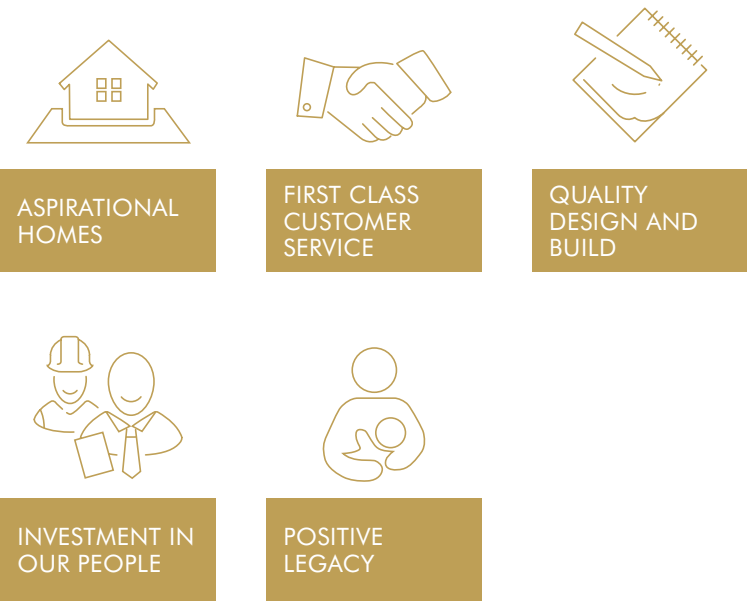 ASPIRATIONAL
HOMES
FIRST CLASS
CUSTOMER
SERVICE
QUALITY
DESIGN AND
BUILD
INVESTMENT IN
OUR PEOPLE
POSITIVE
LEGACY